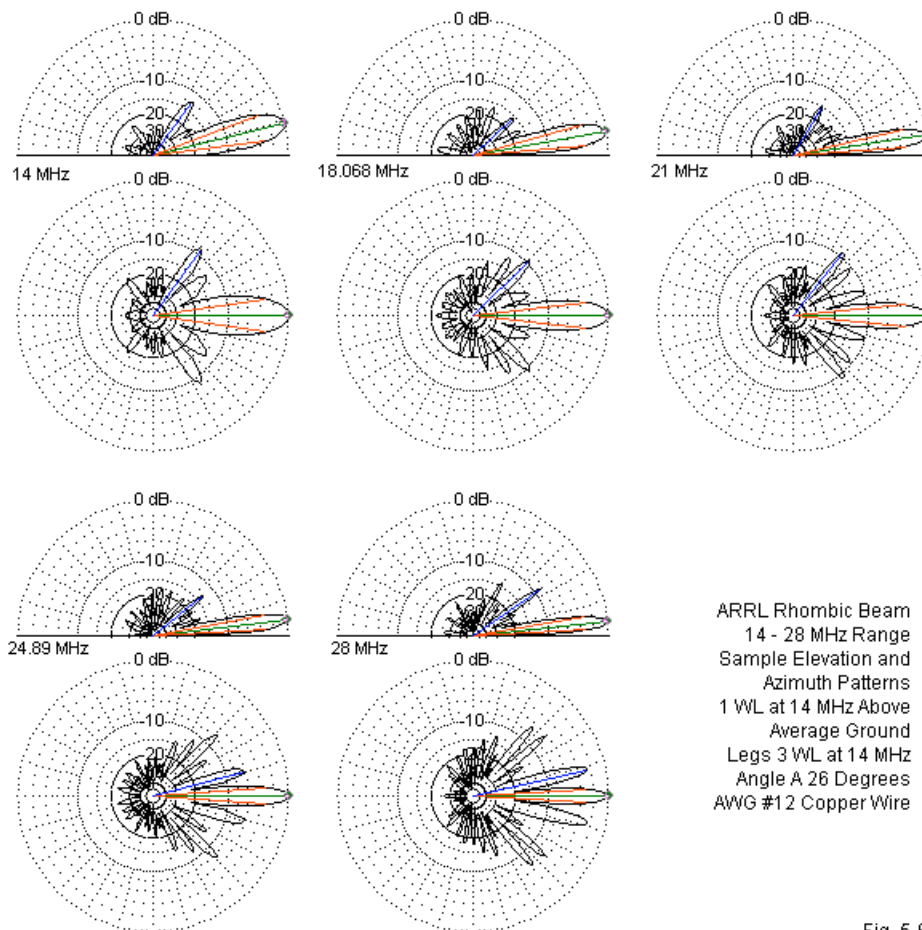 0 dB 0 dB 0 dB
-10 -10 -10
20 20 20
30
14 MHz 18.068 MHz 21 MHz
0 dB 0 dB 0 dB
-10 -10 -10
20 20 20
0 dB 0 dB
-10 -10
20 20
24.89 MHz 28 MHz
0 dB 0 dB
-10 -10
ARRL Rhombic Beam
14 - 28 MHz Range
Sample Elevation and
Azimuth Patterns
1 WL at 14 MHz Above
Average Ground
Legs 3 WL at 14 MHz
Angle A 26 Degrees
AWG #12 Copper Wire
Fig. 5